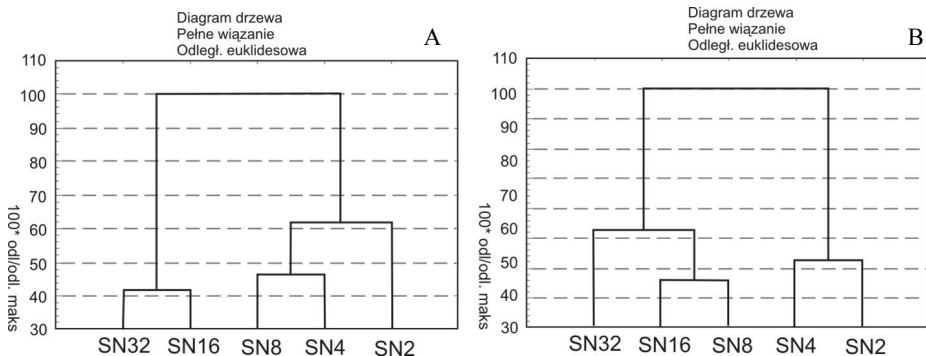 Diagram drzewa
Pełne wiązanie
Odległ. euklidesowa
A
110
100
90
80
70
60
50
40
30
100* odl/odl. maks
SN32 SN16 SN8 SN4 SN2
Diagram drzewa
Pełne wiązanie
Odległ. euklidesowa
B
110
100
90
80
70
60
50
40
30
100* odl/odl. maks
SN32 SN16 SN8 SN4 SN2